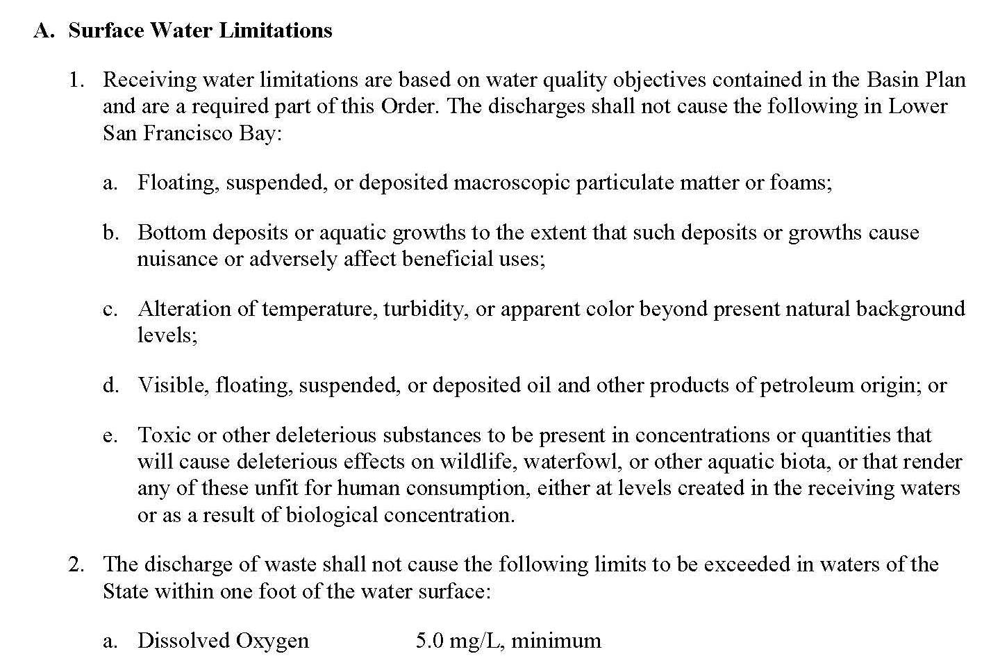 A. Surface Water Limitations
1. Receiving water limitations are based on water quality objectives contained in the Basin Plan
and are a required part of this Order. The discharges shall not cause the following in Lower
San Francisco Bay:
a. Floating, suspended, or deposited macroscopic particulate matter or foams;
b. Bottom deposits or aquatic growths to the extent that such deposits or growths cause
nuisance or adversely affect beneficial uses;
c. Alteration of temperature, turbidity, or apparent color beyond present natural background
levels;
d. Visible, floating, suspended, or deposited oil and other products of petroleum origin; or
e. Toxic or other deleterious substances to be present in concentrations or quantities that
will cause deleterious effects on wildlife, waterfowl, or other aquatic biota, or that render
any of these unfit for human consumption, either at levels created in the receiving waters
or as a result of biological concentration.
2. The discharge of waste shall not cause the following limits to be exceeded in waters of the
State within one foot of the water surface:
a. Dissolved Oxygen 5.0 mg/L, minimum